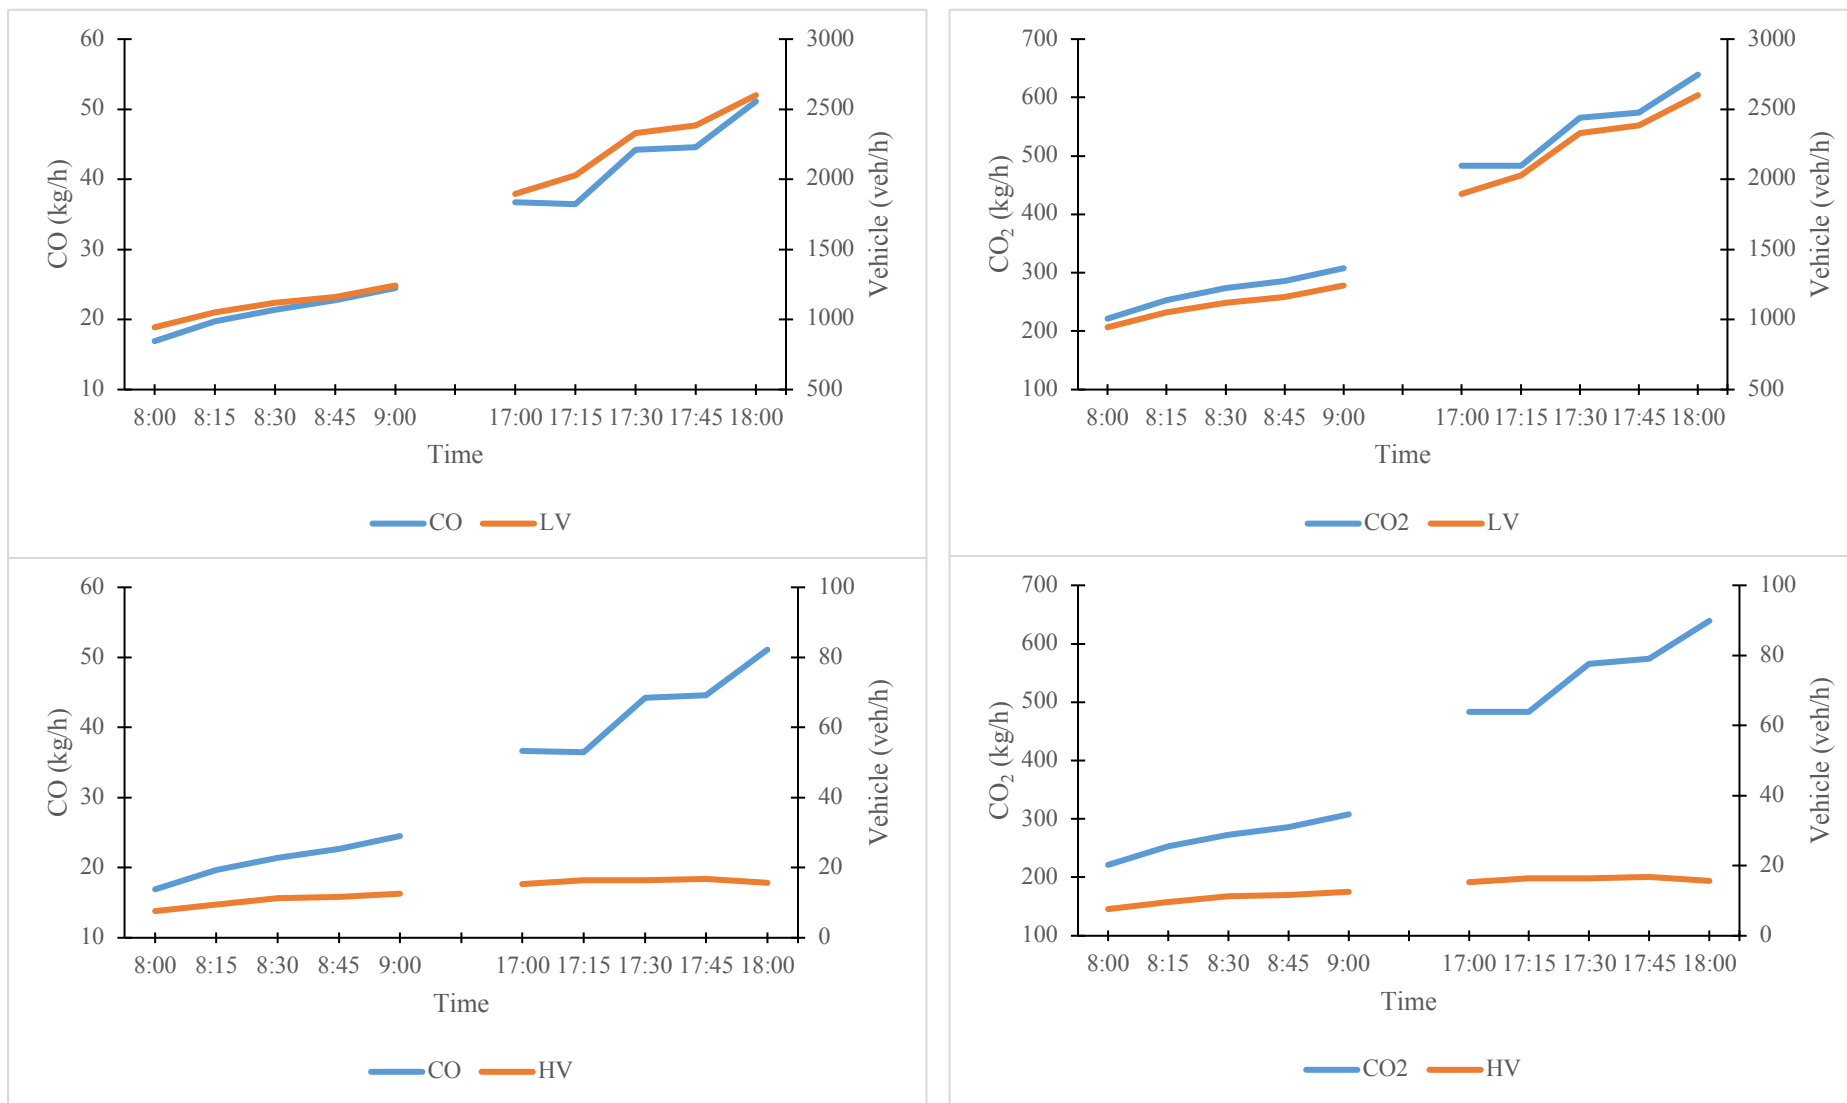 60 3000
50 2500
40 2000
30 1500
20 1000
10 500
CO (kg/h)
Vehicle (veh/h)
8:00 8:15 8:30 8:45 9:00 17:00 17:15 17:30 17:45 18:00
Time
CO LV
700 3000
600 2500
500 2000
400
300 1500
200 1000
100 500
CO₂ (kg/h)
Vehicle (veh/h)
8:00 8:15 8:30 8:45 9:00 17:00 17:15 17:30 17:45 18:00
Time
CO2 LV
60 100
50 80
40 60
30 40
20 20
10 0
CO (kg/h)
Vehicle (veh/h)
8:00 8:15 8:30 8:45 9:00 17:00 17:15 17:30 17:45 18:00
Time
CO HV
700 100
600 80
500 60
400
300 40
200 20
100 0
CO₂ (kg/h)
Vehicle (veh/h)
8:00 8:15 8:30 8:45 9:00 17:00 17:15 17:30 17:45 18:00
Time
CO2 HV